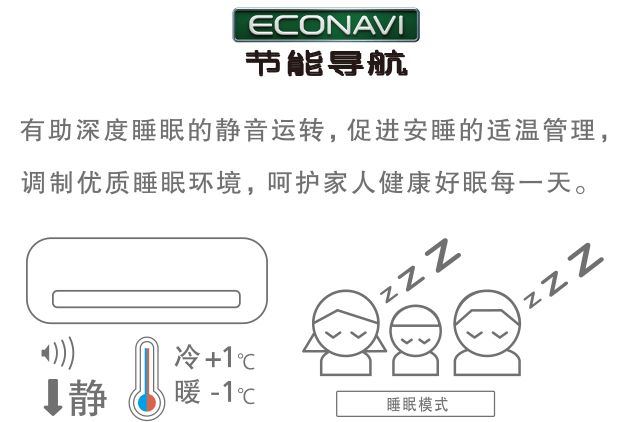 ECONAVI
节能导航
有助深度睡眠的静音运转，促进安睡的适温管理，
调制优质睡眠环境，呵护家人健康好眠每一天。
zzZ zzZ
静
冷+1℃
暖 -1℃
睡眠模式